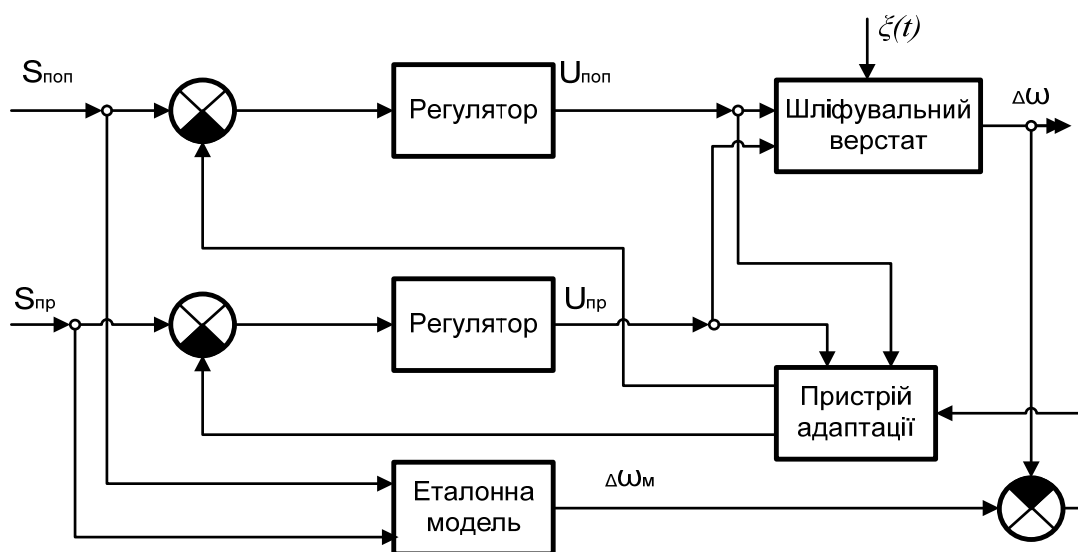 ξ(t)
Sпоп
Uпоп
Δω
Регулятор
Шліфувальний
верстат
Sпр
Uпр
Регулятор
Пристрій
адаптації
Δωм
Еталонна
модель